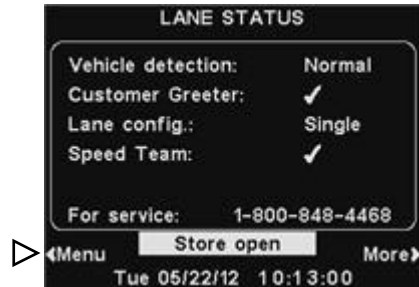 LANE STATUS
Vehicle detection: Normal
Customer Greeter: ✓
Lane config.: Single
Speed Team: ✓
For service: 1-800-848-4468
Store open
Menu More
Tue 05/22/12 10:13:00